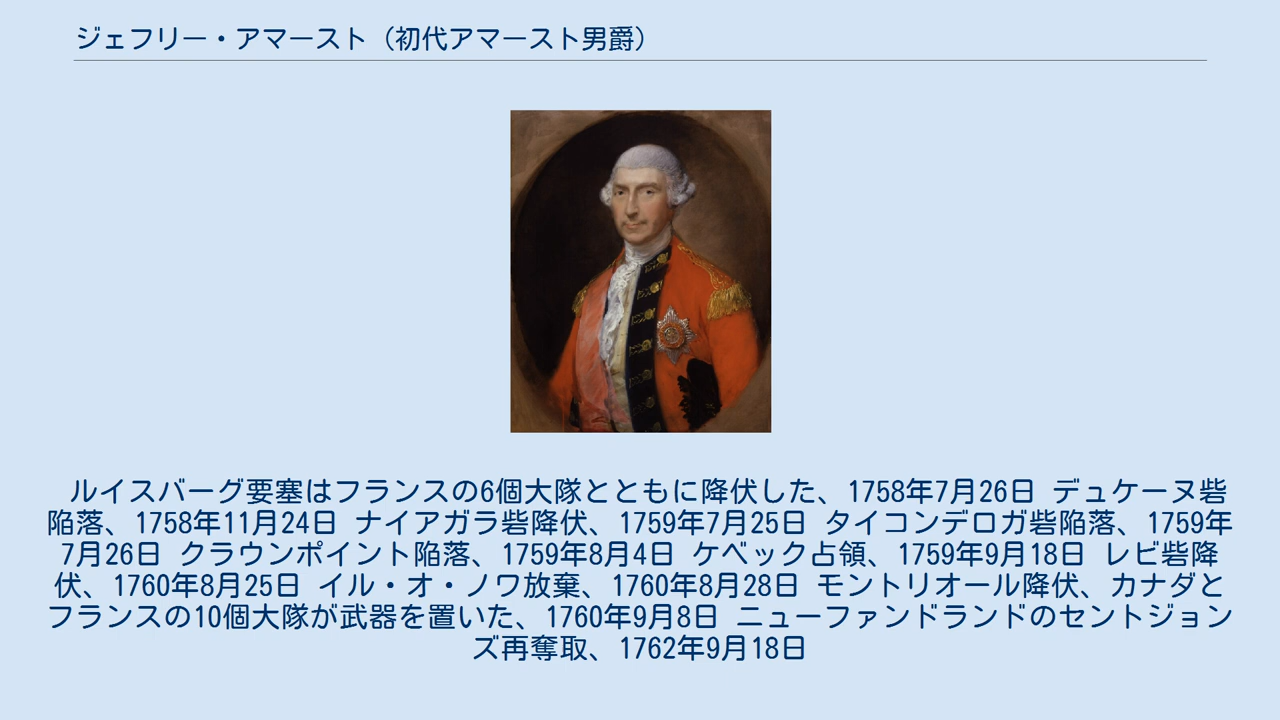 ジェフリー・アマースト（初代アマースト男爵）
ルイスバーグ要塞はフランスの6個大隊とともに降伏した、1758年7月26日 デュケーヌ砦
陥落、1758年11月24日 ナイアガラ砦降伏、1759年7月25日 タイコンデロガ砦陥落、1759年
7月26日 クラウンポイント陥落、1759年8月4日 ケベック占領、1759年9月18日 レビ砦降
伏、1760年8月25日 イル・オ・ノワ放棄、1760年8月28日 モントリオール降伏、カナダと
フランスの10個大隊が武器を置いた、1760年9月8日 ニューファンドランドのセントジョン
ズ再奪取、1762年9月18日